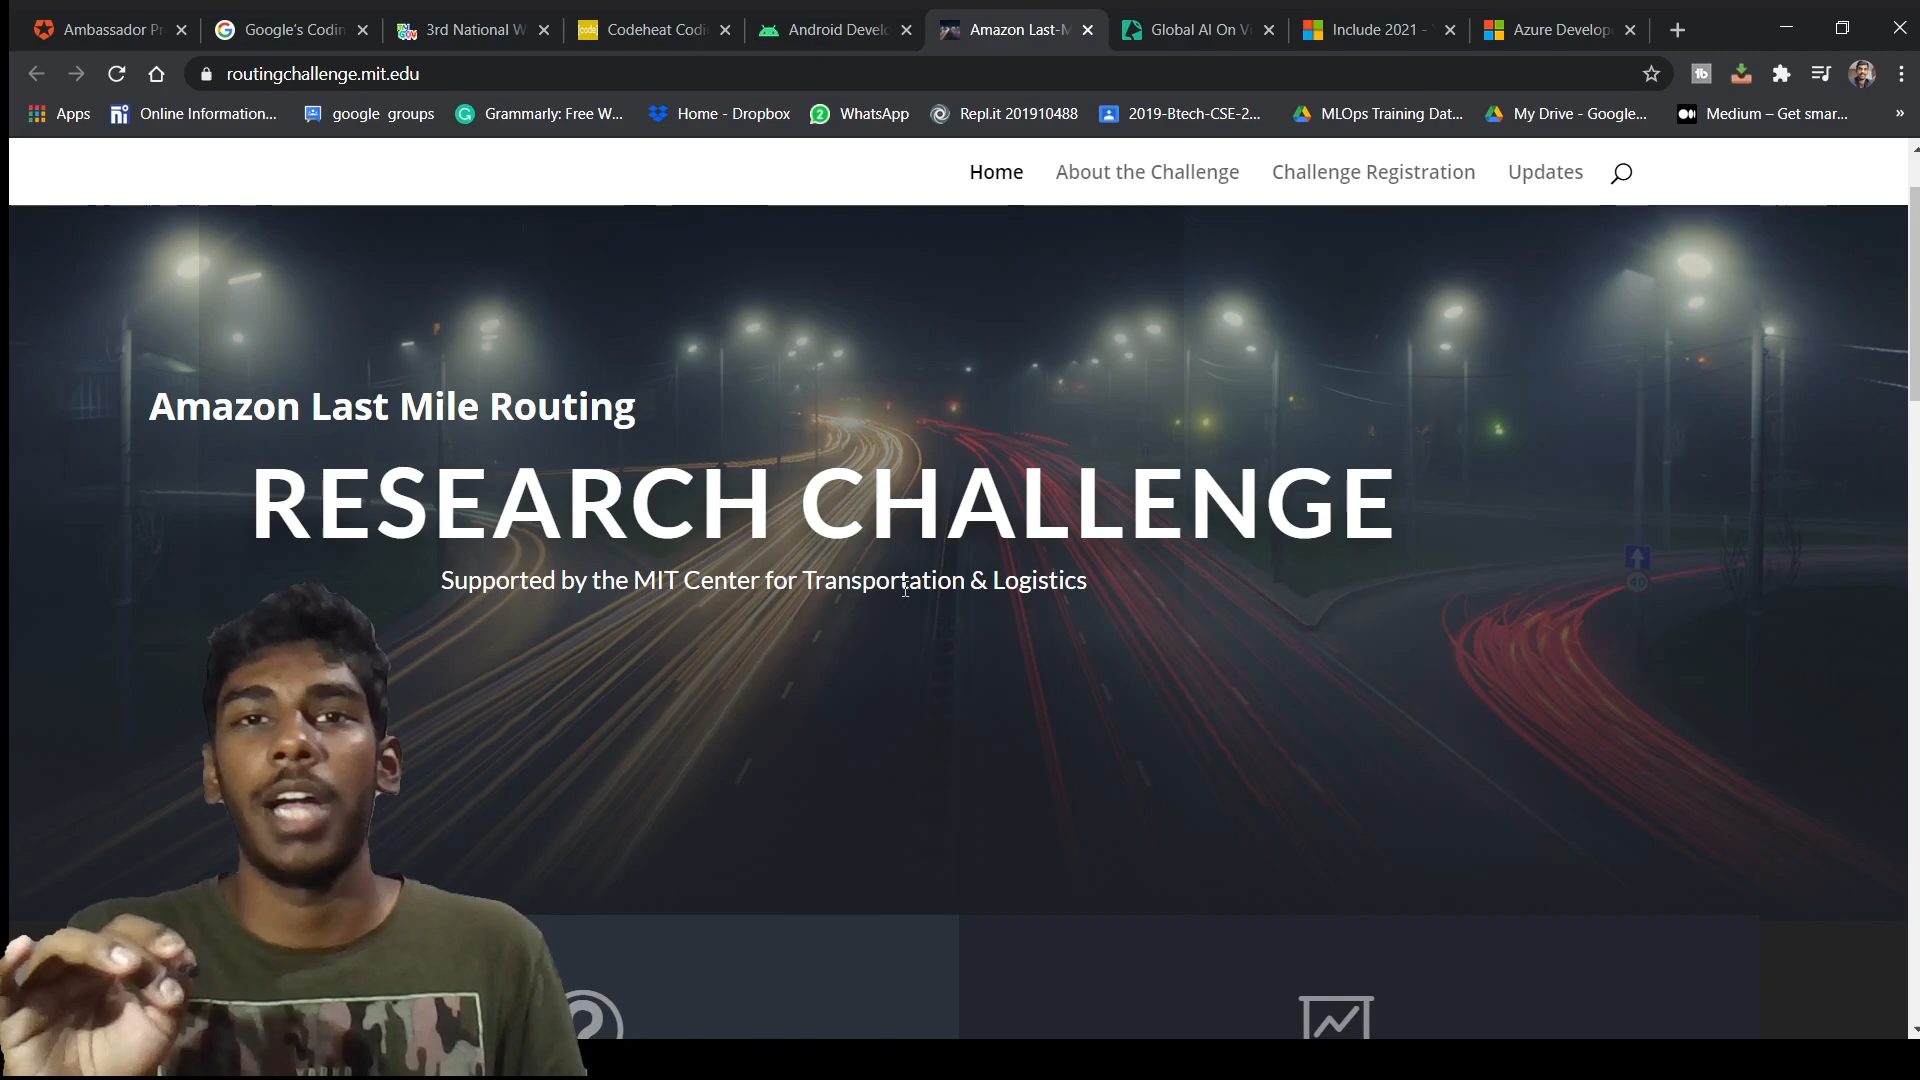 Ambassador Pr
Google's Codin
3rd National W
Codeheat Codi
Android Develo
Amazon Last-M
Global AI On Vi
Include 2021 -
Azure Develop
routingchallenge.mit.edu
Apps
Online Information...
google groups
Grammarly: Free W...
Home - Dropbox
WhatsApp
Repl.it 201910488
2019-Btech-CSE-2...
MLOps Training Dat...
My Drive - Google...
Medium – Get smar...
»
Home
About the Challenge
Challenge Registration
Updates
Amazon Last Mile Routing
RESEARCH CHALLENGE
Supported by the MIT Center for Transportation & Logistics
40